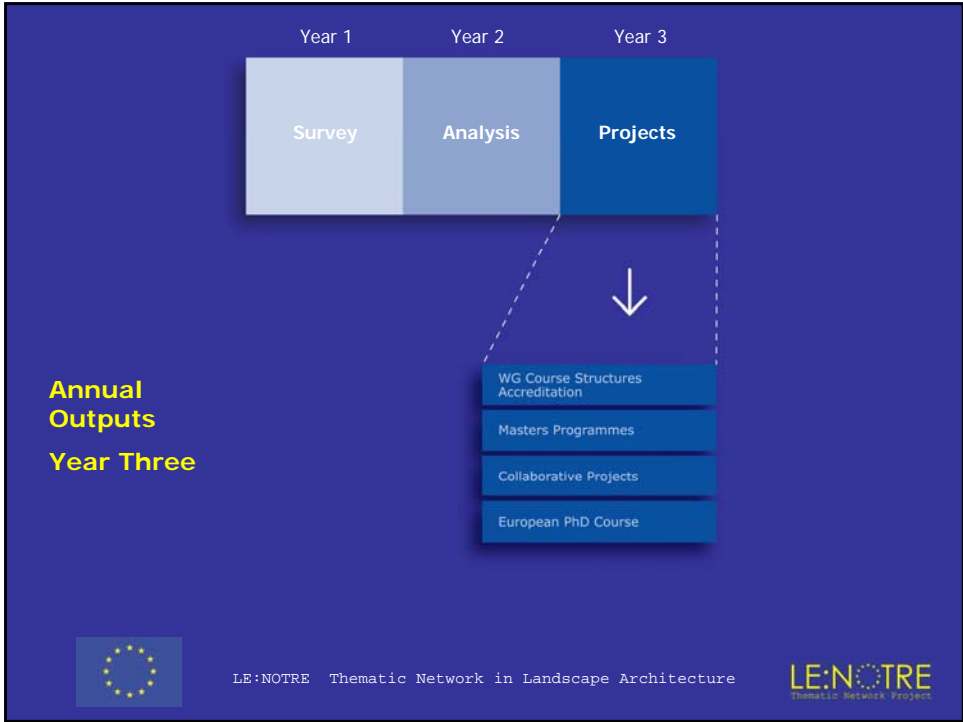 Year 1 Year 2 Year 3
Survey Analysis Projects
WG Course Structures
Accreditation
Masters Programmes
Collaborative Projects
European PhD Course
Annual
Outputs
Year Three
LE:NOTRE Thematic Network in Landscape Architecture
LE:NOTRE
Thematic Network Project